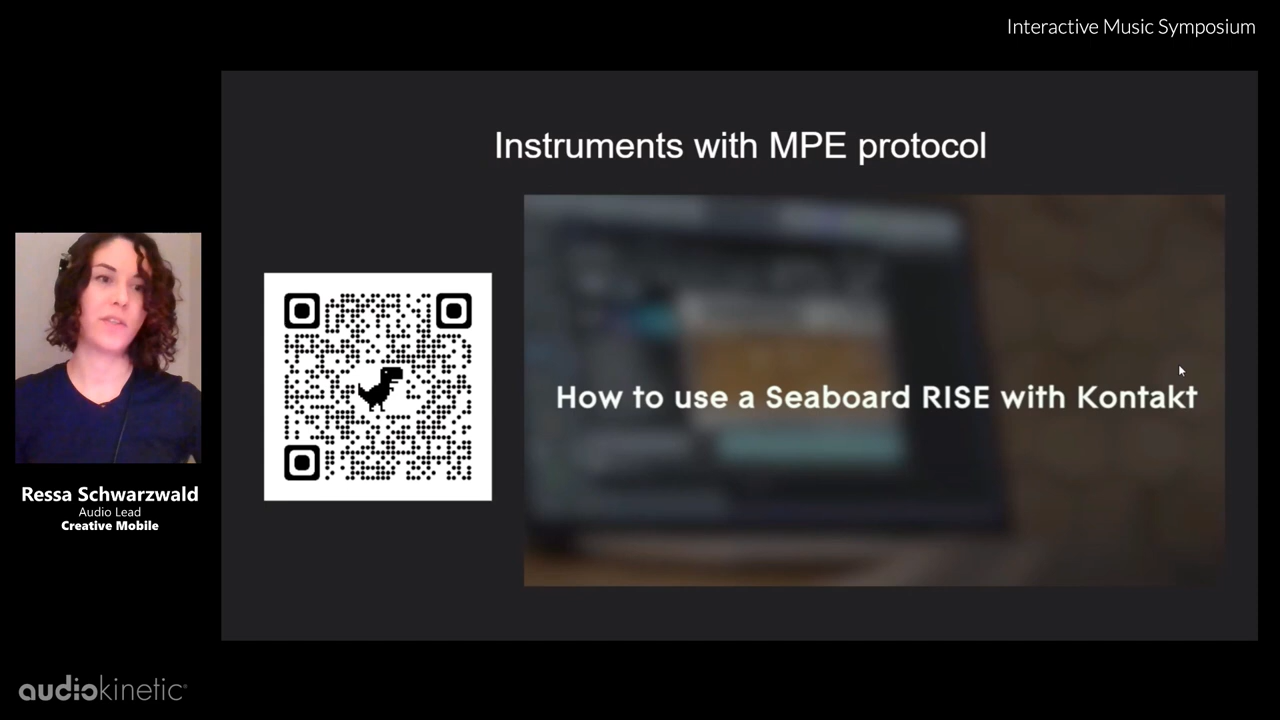 Interactive Music Symposium
Instruments with MPE protocol
How to use a Seaboard RISE with Kontakt
Ressa Schwarzwald
Audio Lead
Creative Mobile
audiokinetic